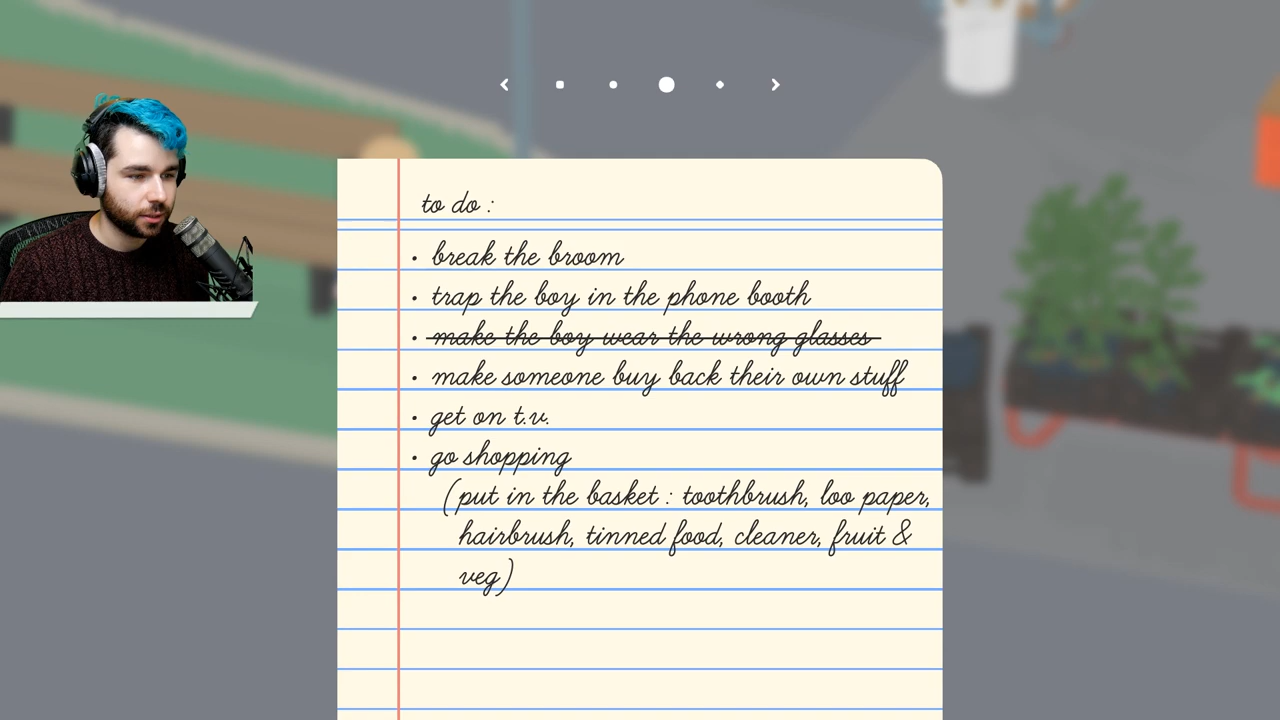 to do :
• break the broom
• trap the boy in the phone booth
• make the boy wear the wrong glasses
• make someone buy back their own stuff
• get on t.v.
• go shopping
(put in the basket : toothbrush, loo paper,
hairbrush, tinned food, cleaner, fruit &
veg)